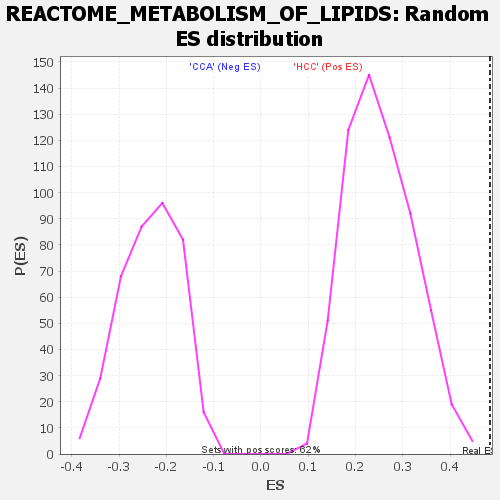 REACTOME_METABOLISM_OF_LIPIDS: Random
ES distribution
'CCA' (Neg ES) 'HCC' (Pos ES)
150
140
130
120
110
100
90
80
70
60
50
40
30
20
10
0
P(ES)
Sets with pos scores: 62%
Real ES
-0.4 -0.3 -0.2 -0.1 0.0 0.1 0.2 0.3 0.4
ES